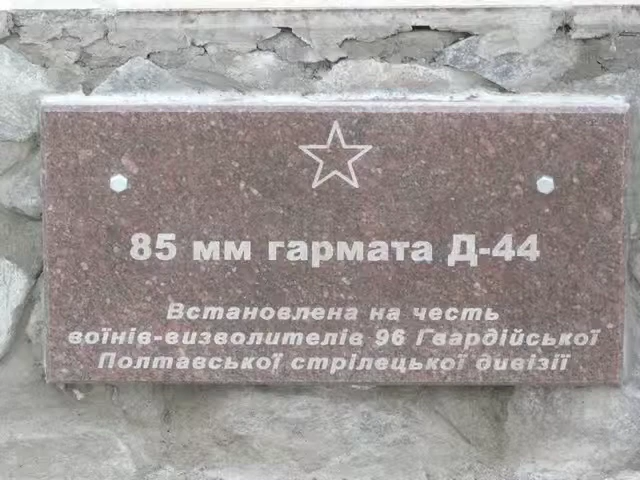 85 мм гармата Д-44
Встановлена на честь
воїнів-визволителів 96 Гвардійської
Полтавської стрілецької дивізії